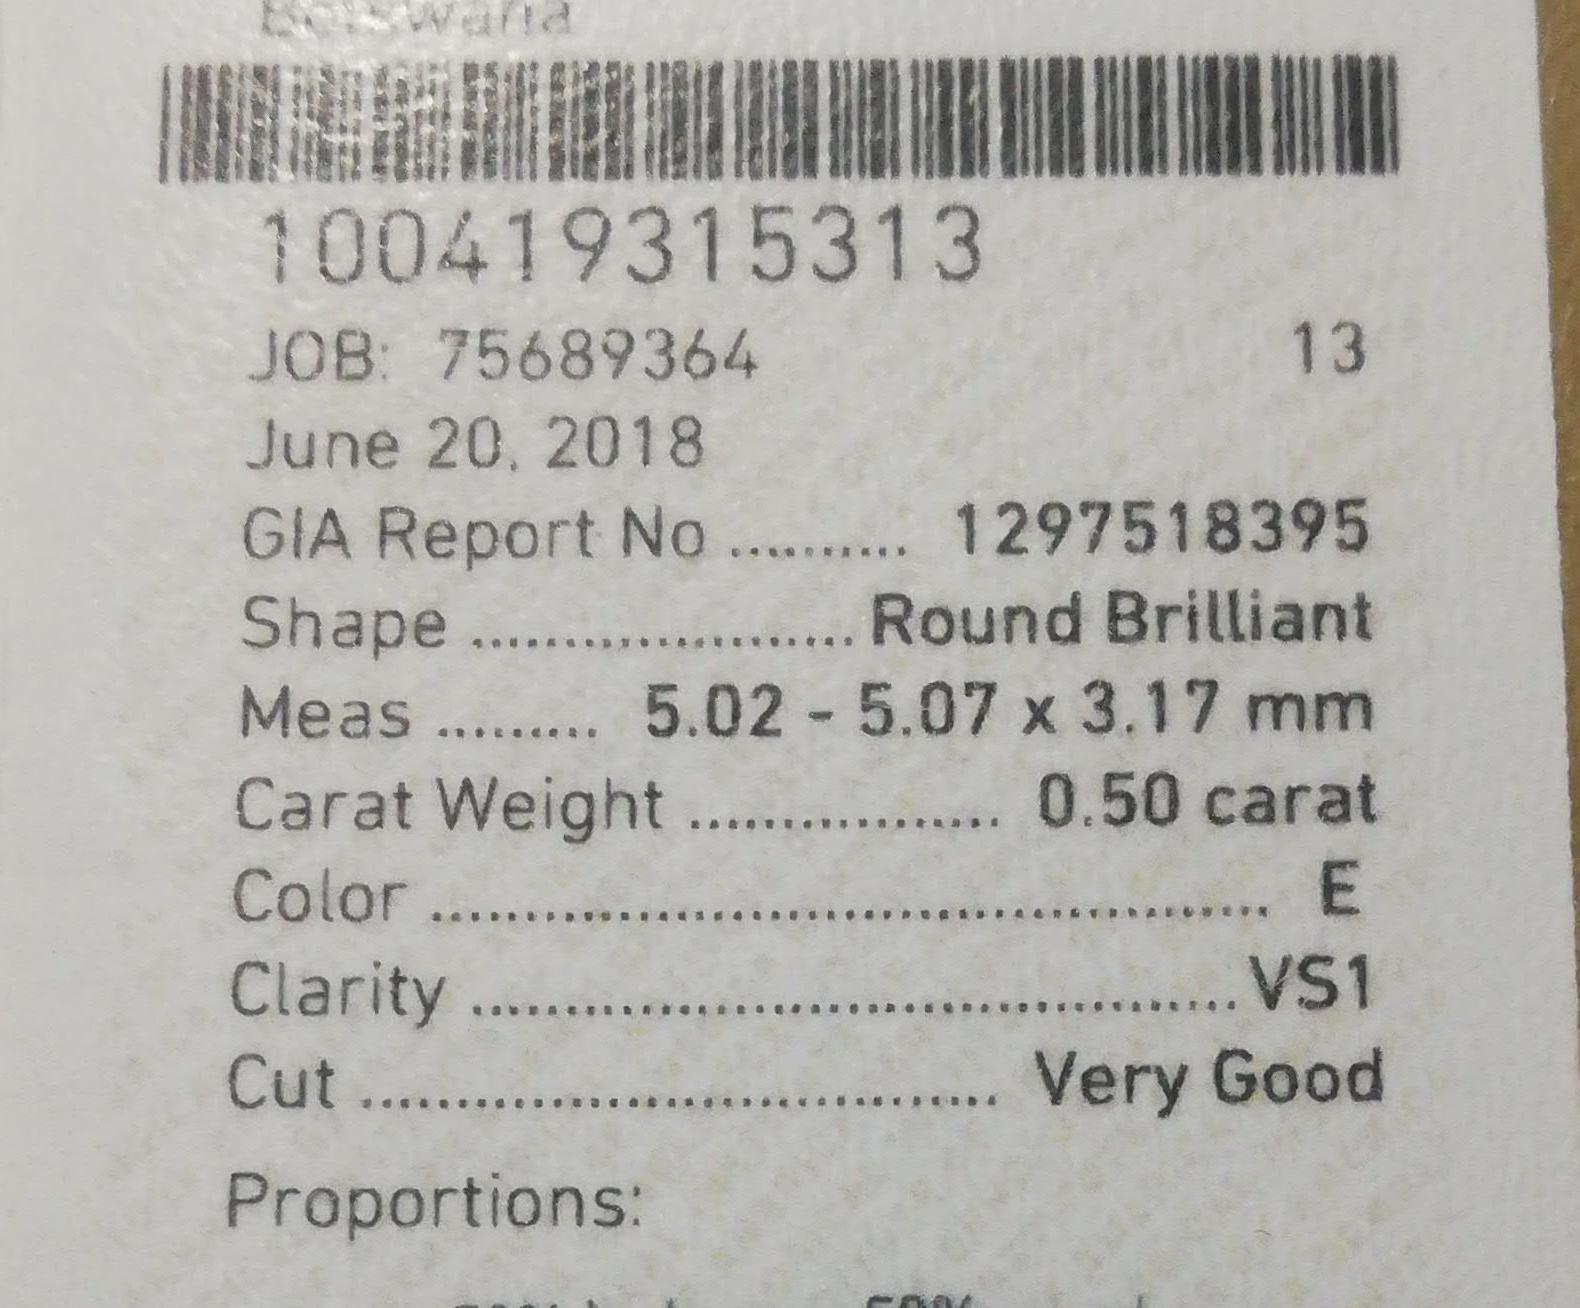 Botswana
100419315313
JOB: 75689364 13
June 20, 2018
GIA Report No .......... 1297518395
Shape ..................... Round Brilliant
Meas ......... 5.02 - 5.07 x 3.17 mm
Carat Weight ................. 0.50 carat
Color .............................................. E
Clarity .......................................... VS1
Cut ................................... Very Good
Proportions: